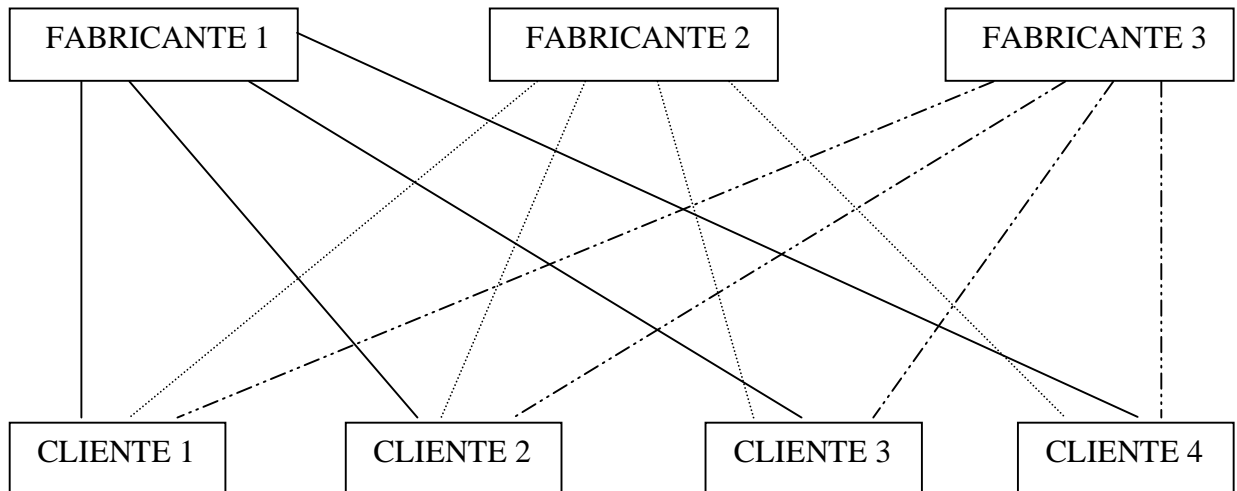 FABRICANTE 1
FABRICANTE 2
FABRICANTE 3
CLIENTE 1
CLIENTE 2
CLIENTE 3
CLIENTE 4